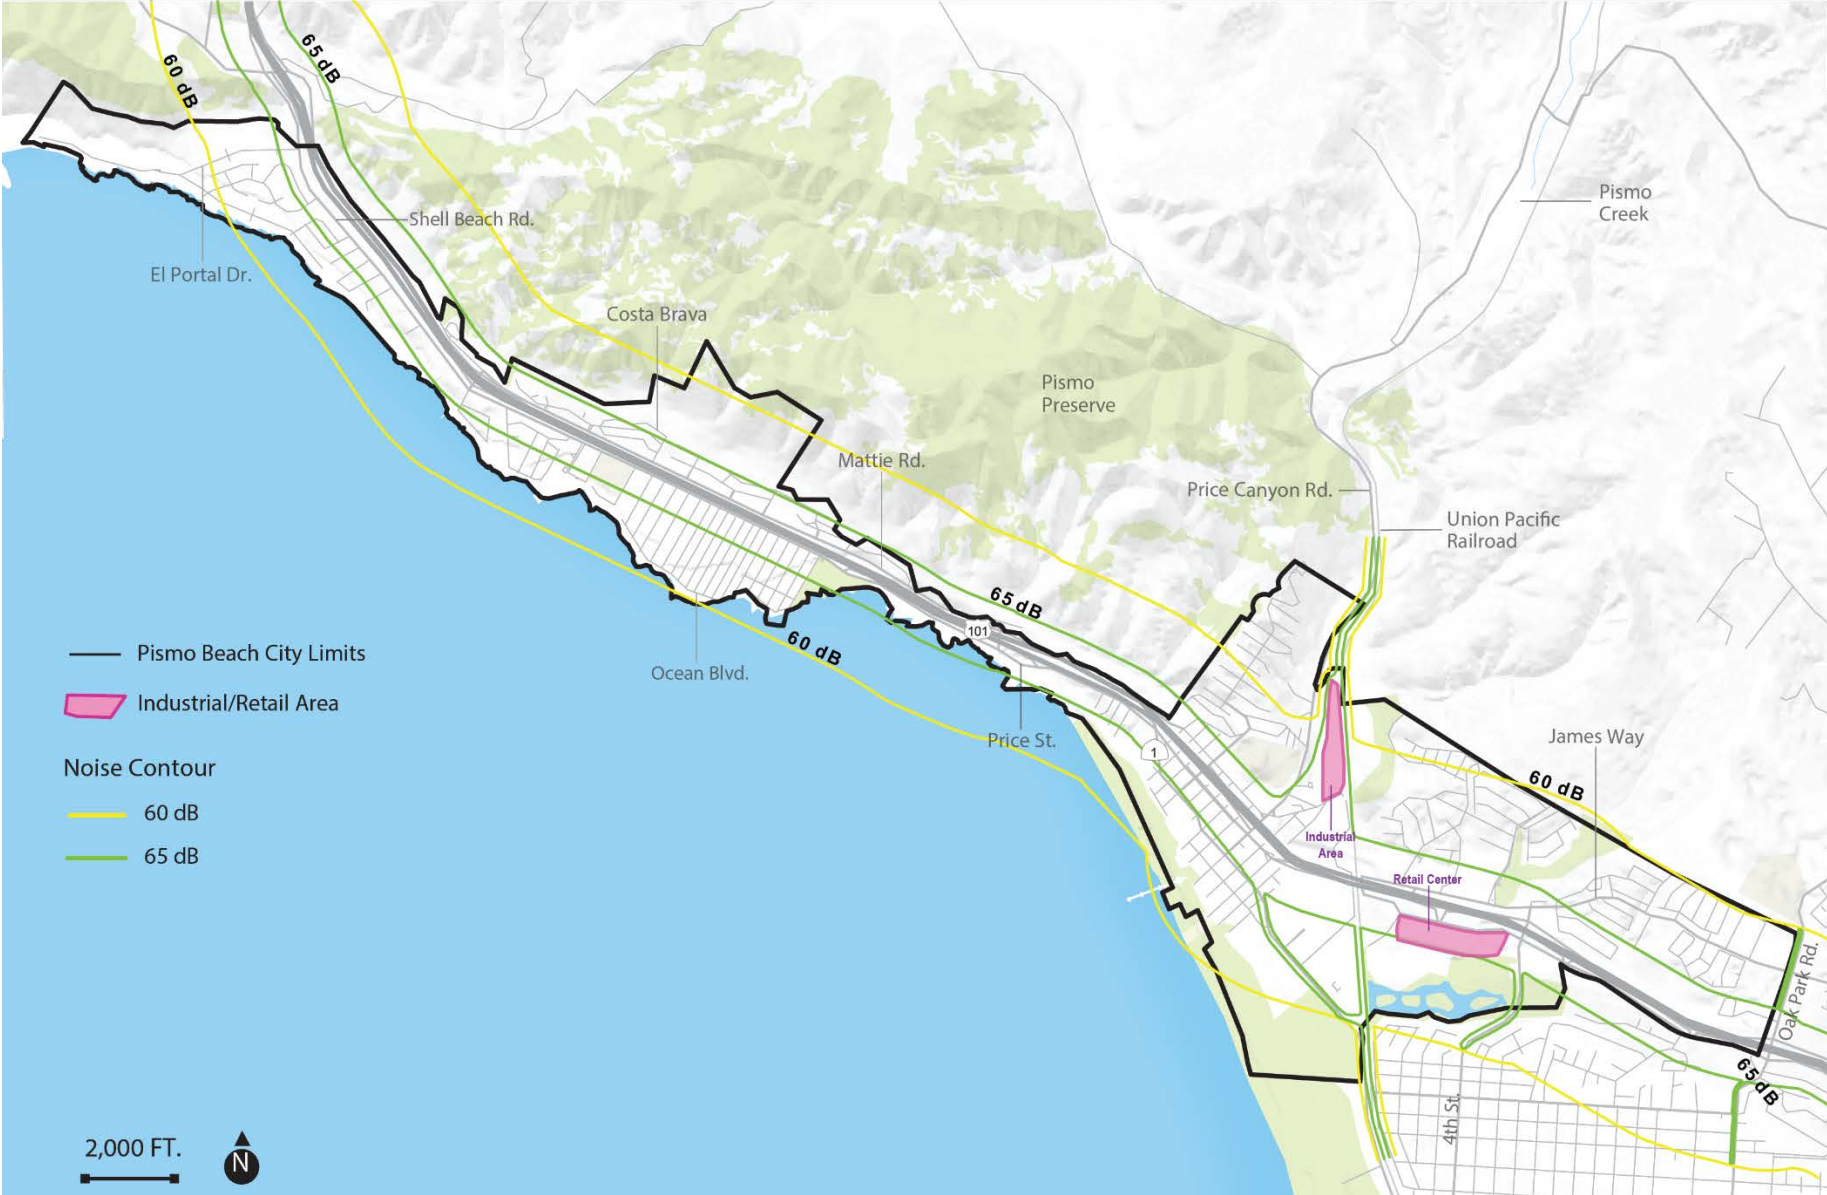 65 dB
60 dB
Pismo
Creek
Shell Beach Rd.
El Portal Dr.
Costa Brava
Pismo
Preserve
Mattie Rd.
Price Canyon Rd.
Union Pacific
Railroad
65 dB
101
60 dB
Ocean Blvd.
Price St.
1
James Way
60 dB
Industrial
Area
Retail Center
Oak Park Rd.
65 dB
4th St.
Pismo Beach City Limits
Industrial/Retail Area
Noise Contour
60 dB
65 dB
2,000 FT.
N